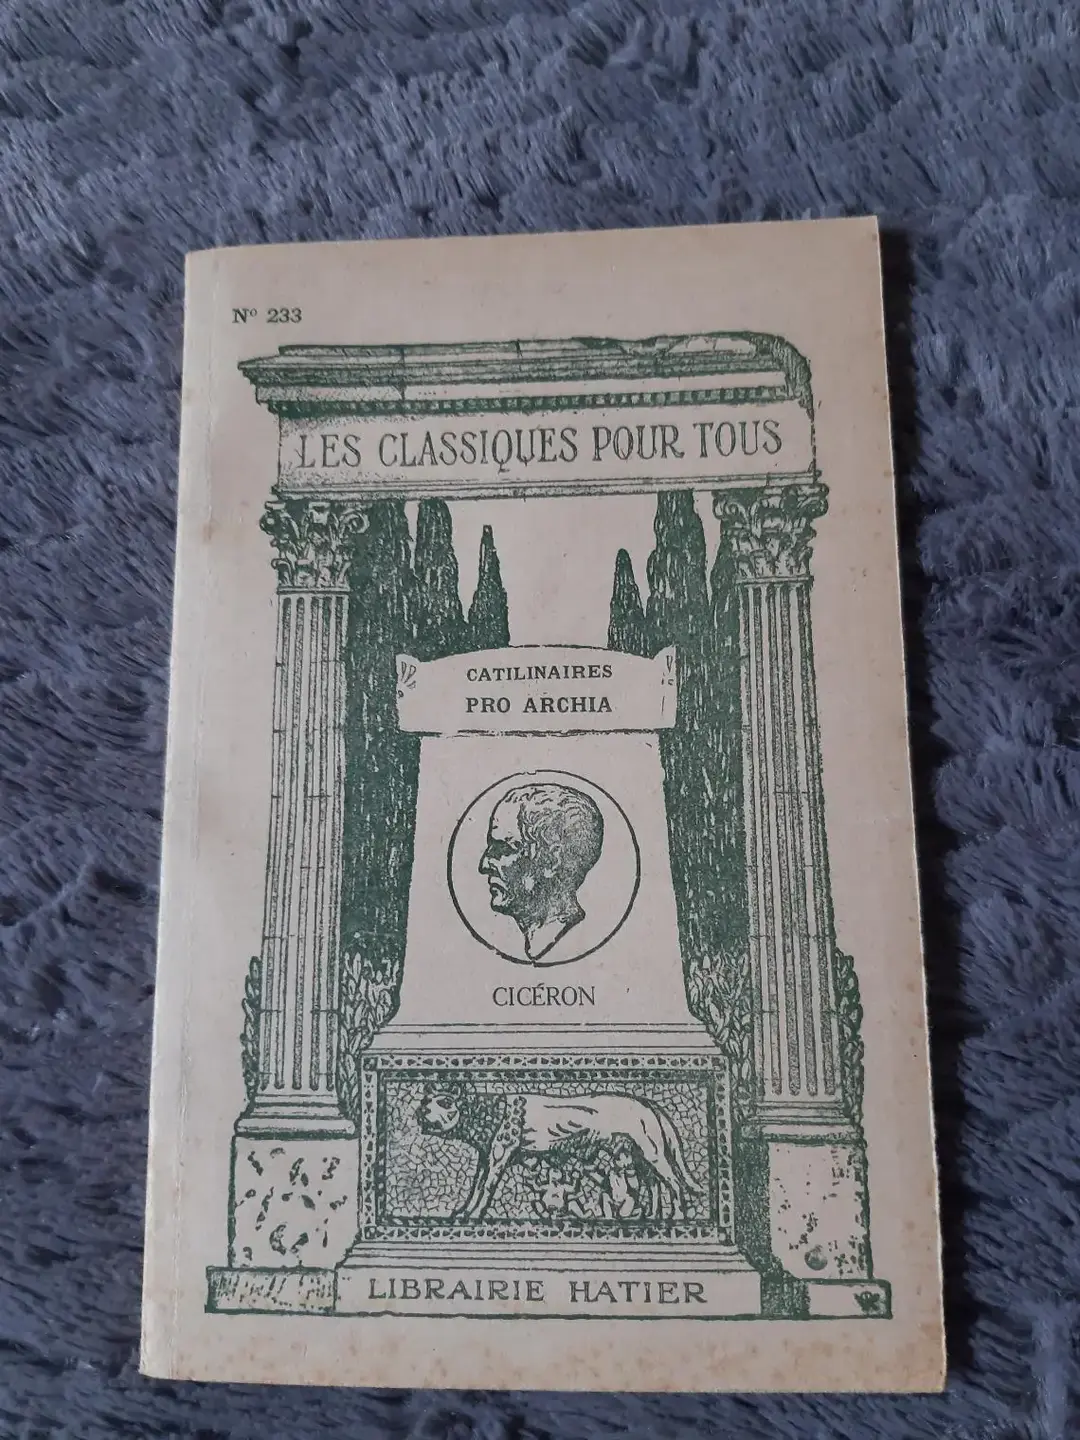 N° 233
LES CLASSIQUES POUR TOUS
CATILINAIRES
PRO ARCHIA
CICÉRON
LIBRAIRIE HATIER